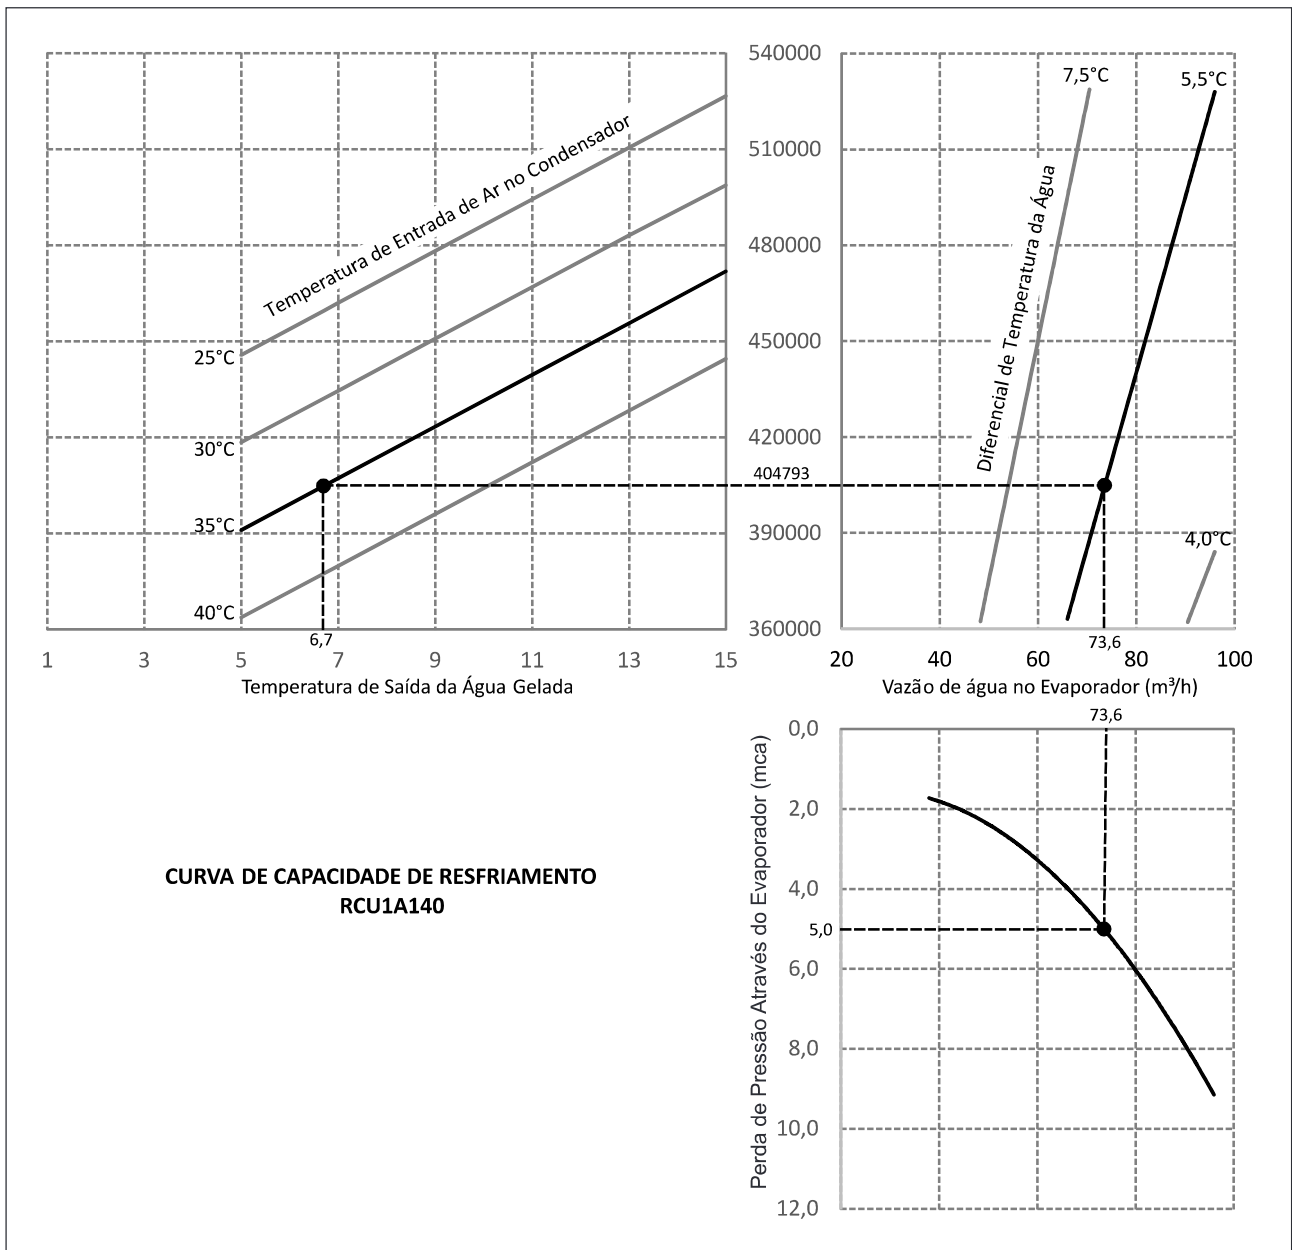 540000
7,5°C
5,5°C
510000
480000
450000
420000
390000
360000
Temperatura de Entrada de Ar no Condensador
25°C
30°C
35°C
40°C
404793
Diferencial de Temperatura da Água
4,0°C
6,7
73,6
1 3 5 7 9 11 13 15
20 40 60 80 100
Temperatura de Saída da Água Gelada
Vazão de água no Evaporador (m³/h)
73,6
0,0
2,0
4,0
5,0
6,0
8,0
10,0
12,0
Perda de Pressão Através do Evaporador (mca)
CURVA DE CAPACIDADE DE RESFRIAMENTO
RCU1A140